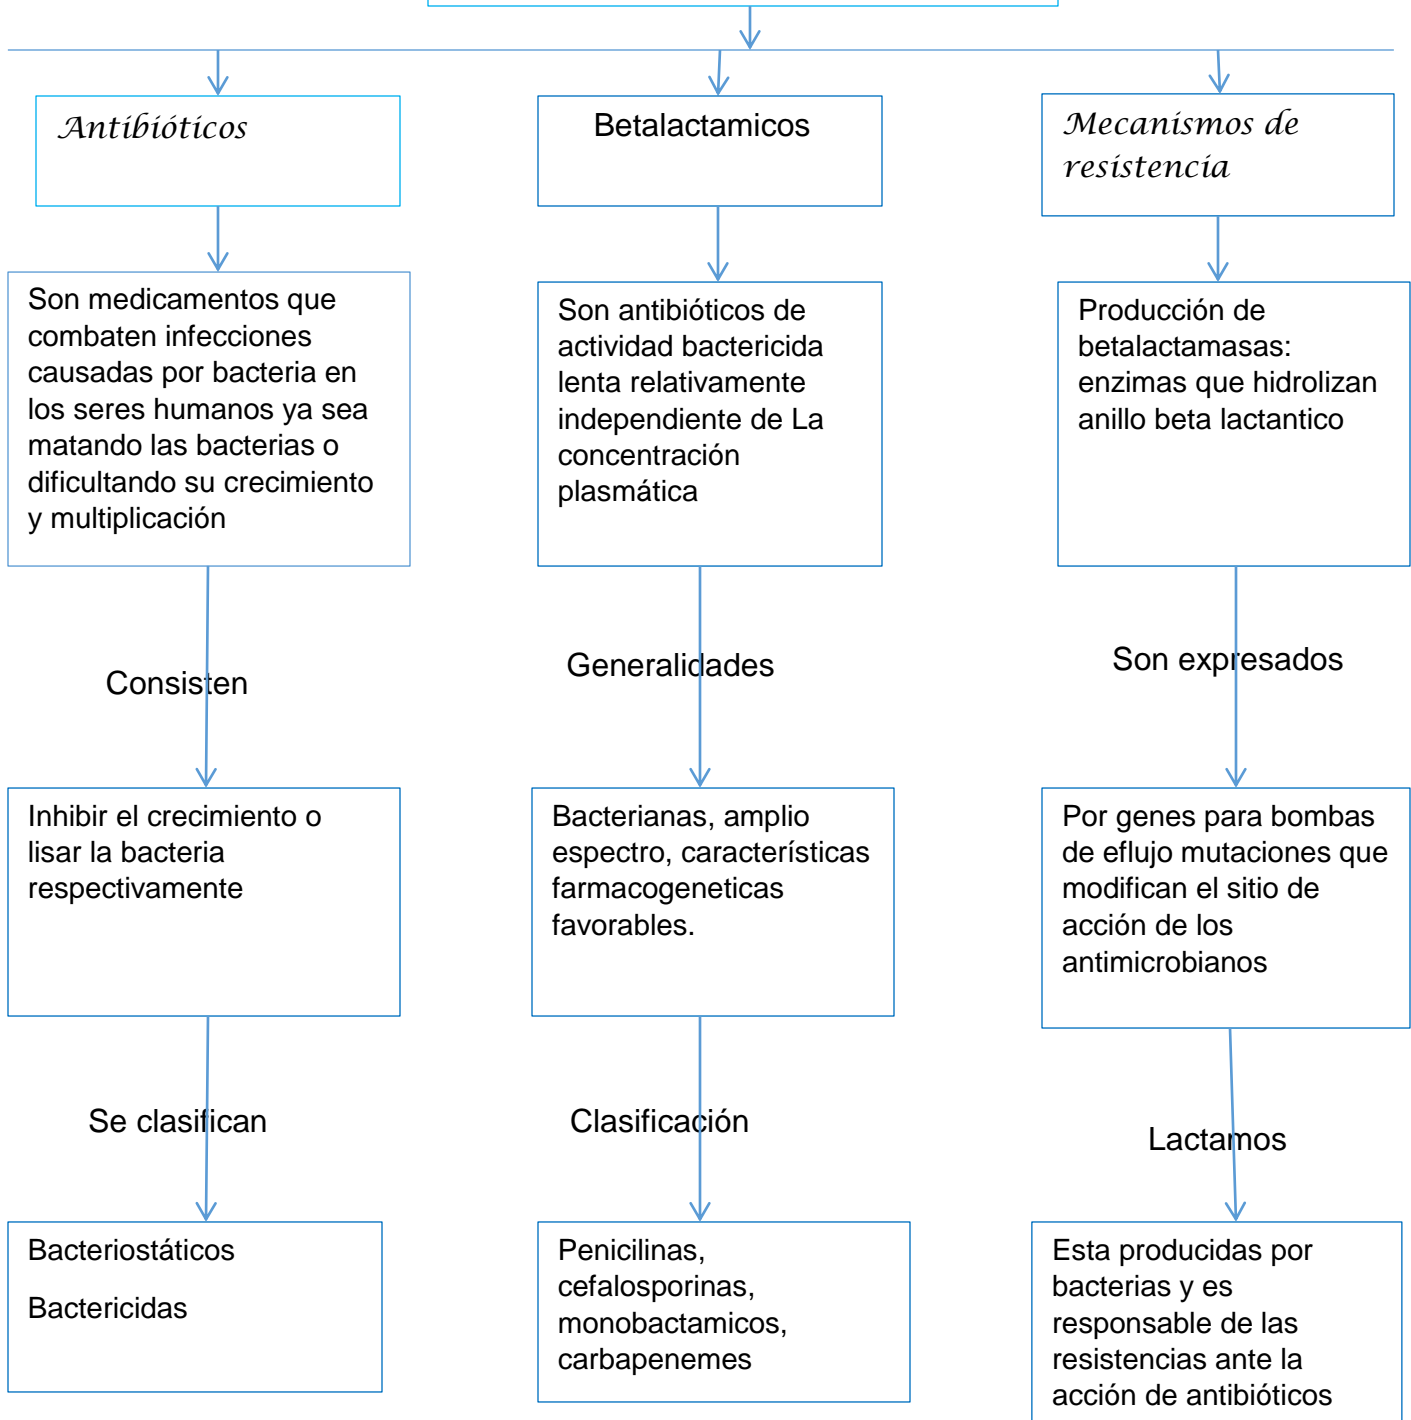 Antibióticos
Son medicamentos que
combaten infecciones
causadas por bacteria en
los seres humanos ya sea
matando las bacterias o
dificultando su crecimiento
y multiplicación
Consisten
Inhibir el crecimiento o
lisar la bacteria
respectivamente
Se clasifican
Bacteriostáticos
Bactericidas
Betalactamicos
Son antibióticos de
actividad bactericida
lenta relativamente
independiente de La
concentración
plasmática
Generalidades
Bacterianas, amplio
espectro, características
farmacogeneticas
favorables.
Clasificación
Penicilinas,
cefalosporinas,
monobactamicos,
carbapenemes
Mecanismos de
resistencia
Producción de
betalactamasas:
enzimas que hidrolizan
anillo beta lactantico
Son expresados
Por genes para bombas
de eflujo mutaciones que
modifican el sitio de
acción de los
antimicrobianos
Lactamos
Esta producidas por
bacterias y es
responsable de las
resistencias ante la
acción de antibióticos